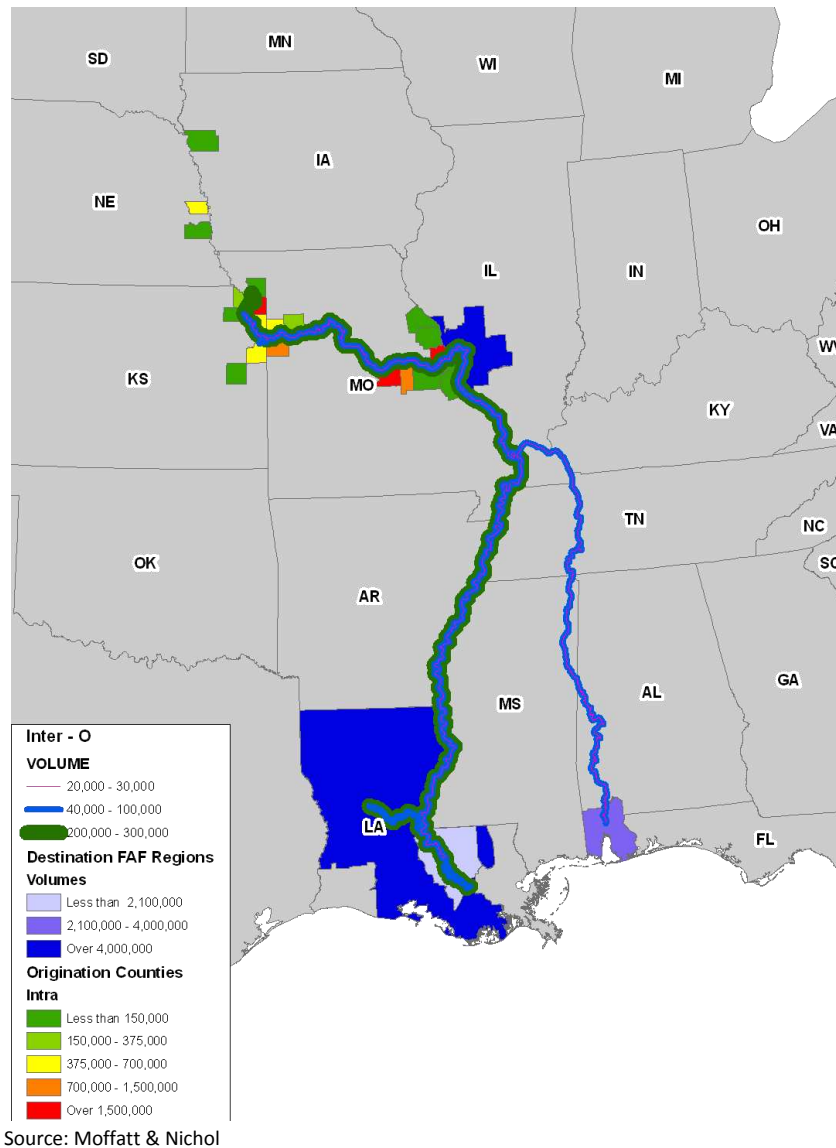 MN
SD
WI
MI
IA
NE
OH
IL
IN
WV
KS
MO
KY
VA
TN
NC
OK
SC
AR
MS
AL
GA
LA
FL
Inter - O
VOLUME
20,000 - 30,000
40,000 - 100,000
200,000 - 300,000
Destination FAF Regions
Volumes
Less than 2,100,000
2,100,000 - 4,000,000
Over 4,000,000
Origination Counties
Intra
Less than 150,000
150,000 - 375,000
375,000 - 700,000
700,000 - 1,500,000
Over 1,500,000
Source: Moffatt & Nichol